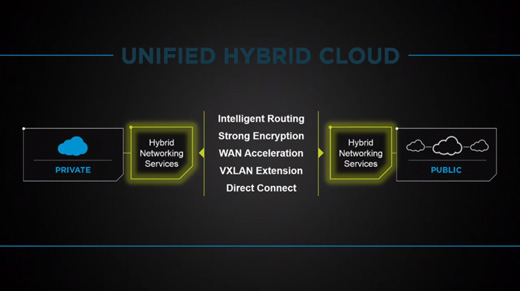 UNIFIED HYBRID CLOUD
PRIVATE
Hybrid
Networking
Services
Intelligent Routing
Strong Encryption
WAN Acceleration
VXLAN Extension
Direct Connect
Hybrid
Networking
Services
PUBLIC